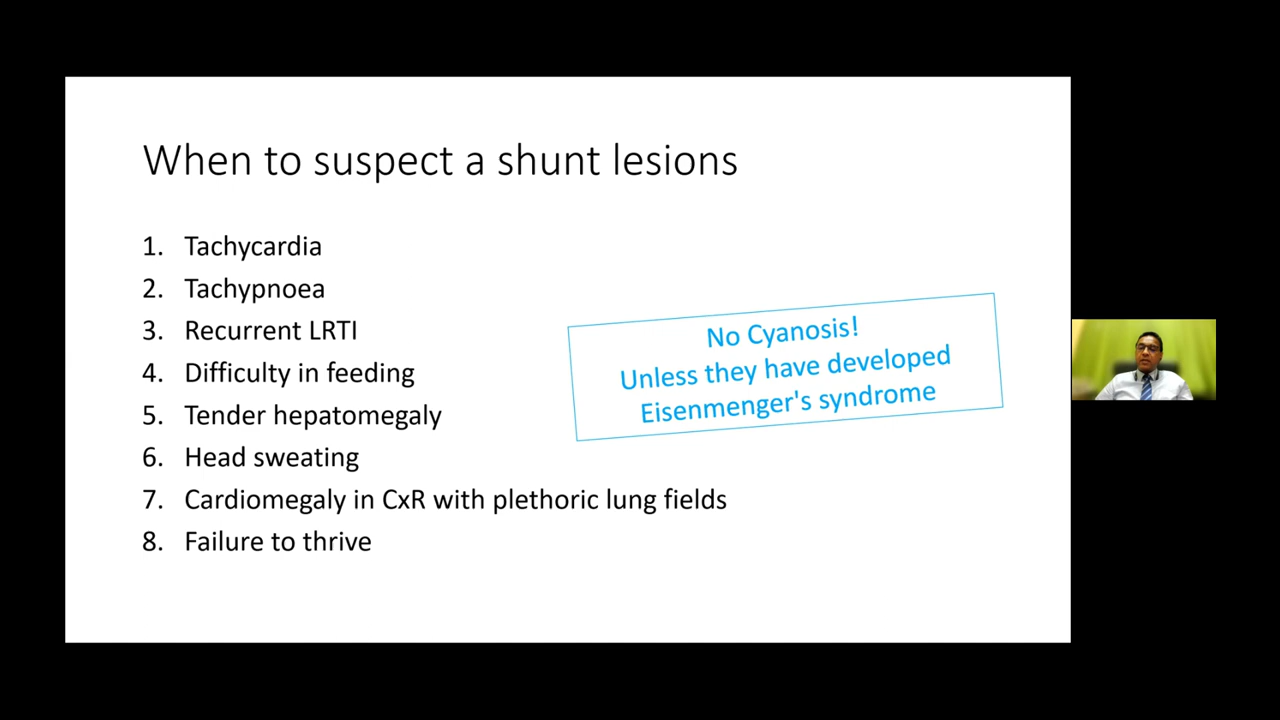 When to suspect a shunt lesions
1. Tachycardia
2. Tachypnoea
3. Recurrent LRTI
4. Difficulty in feeding
5. Tender hepatomegaly
6. Head sweating
7. Cardiomegaly in CxR with plethoric lung fields
8. Failure to thrive
No Cyanosis!
Unless they have developed
Eisenmenger's syndrome